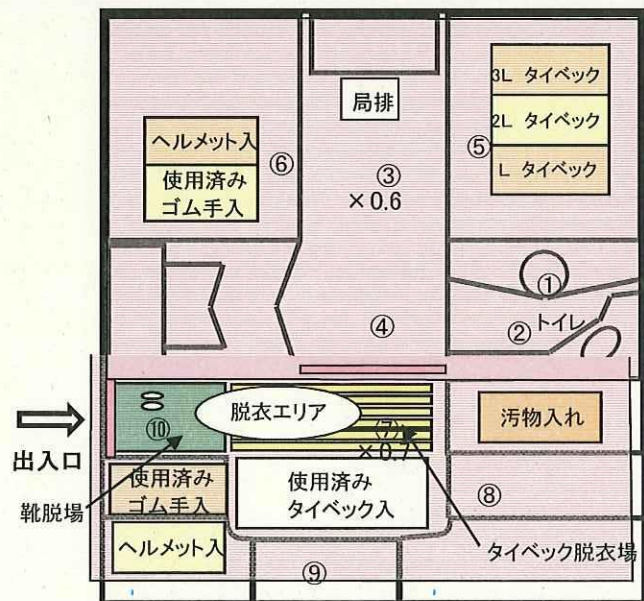 局排
3L タイベック
2L タイベック
L タイベック
⑤
ヘルメット入
使用済み
ゴム手入
⑥
③
×0.6
①
②
トイレ
④
出入口
靴脱場
⑩
脱衣エリア
⑦
×0.7
汚物入れ
使用済み
ゴム手入
使用済み
タイベック入
⑧
ヘルメット入
⑨
タイベック脱衣場